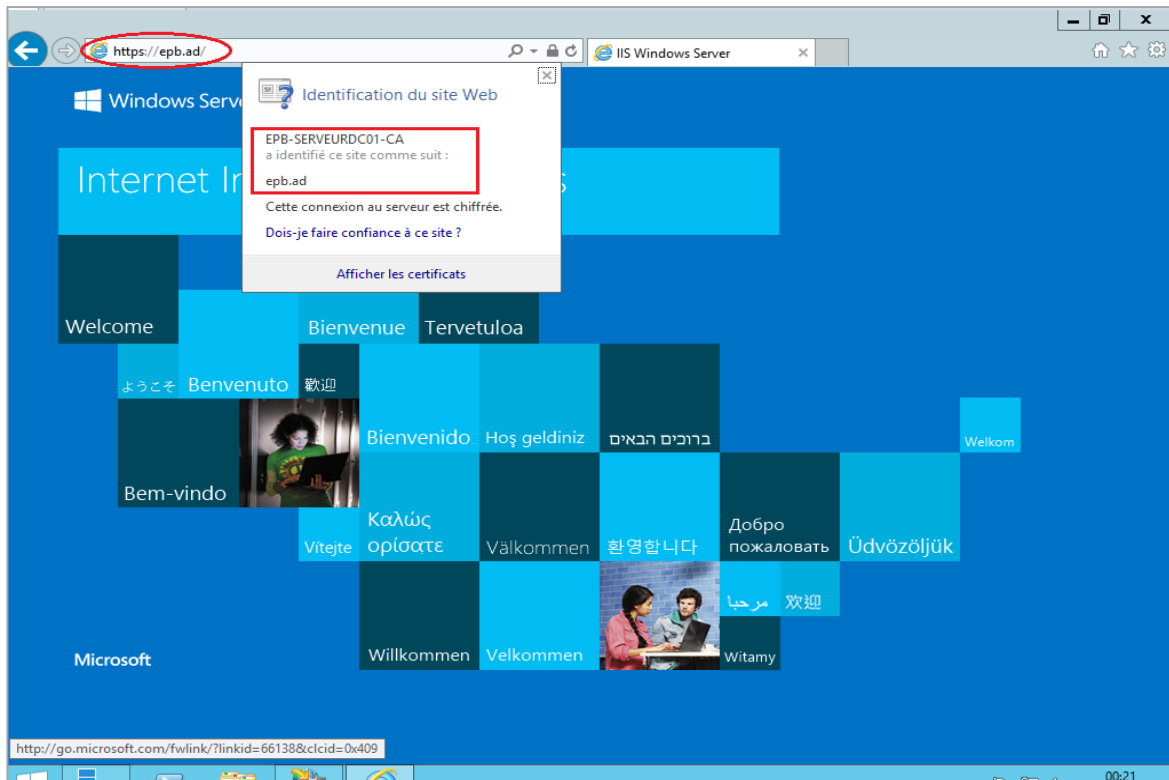 https://epb.ad/
IIS Windows Server
Windows Serv
Identification du site Web
EPB-SERVEURDC01-CA
a identifié ce site comme suit :
epb.ad
Cette connexion au serveur est chiffrée.
Dois-je faire confiance à ce site ?
Afficher les certificats
Internet In
s
Welcome
Bienvenue
Tervetuloa
ようこそ
Benvenuto
歡迎
Bienvenido
Hoş geldiniz
ברוכים הבאים
Welkom
Bem-vindo
Vítejte
Καλώς
ορίσατε
Välkommen
환영합니다
Добро
пожаловать
Üdvözöljük
مرحبا
欢迎
Microsoft
Willkommen
Velkommen
Witamy
http://go.microsoft.com/fwlink/?linkid=66138&clcid=0x409
00:21